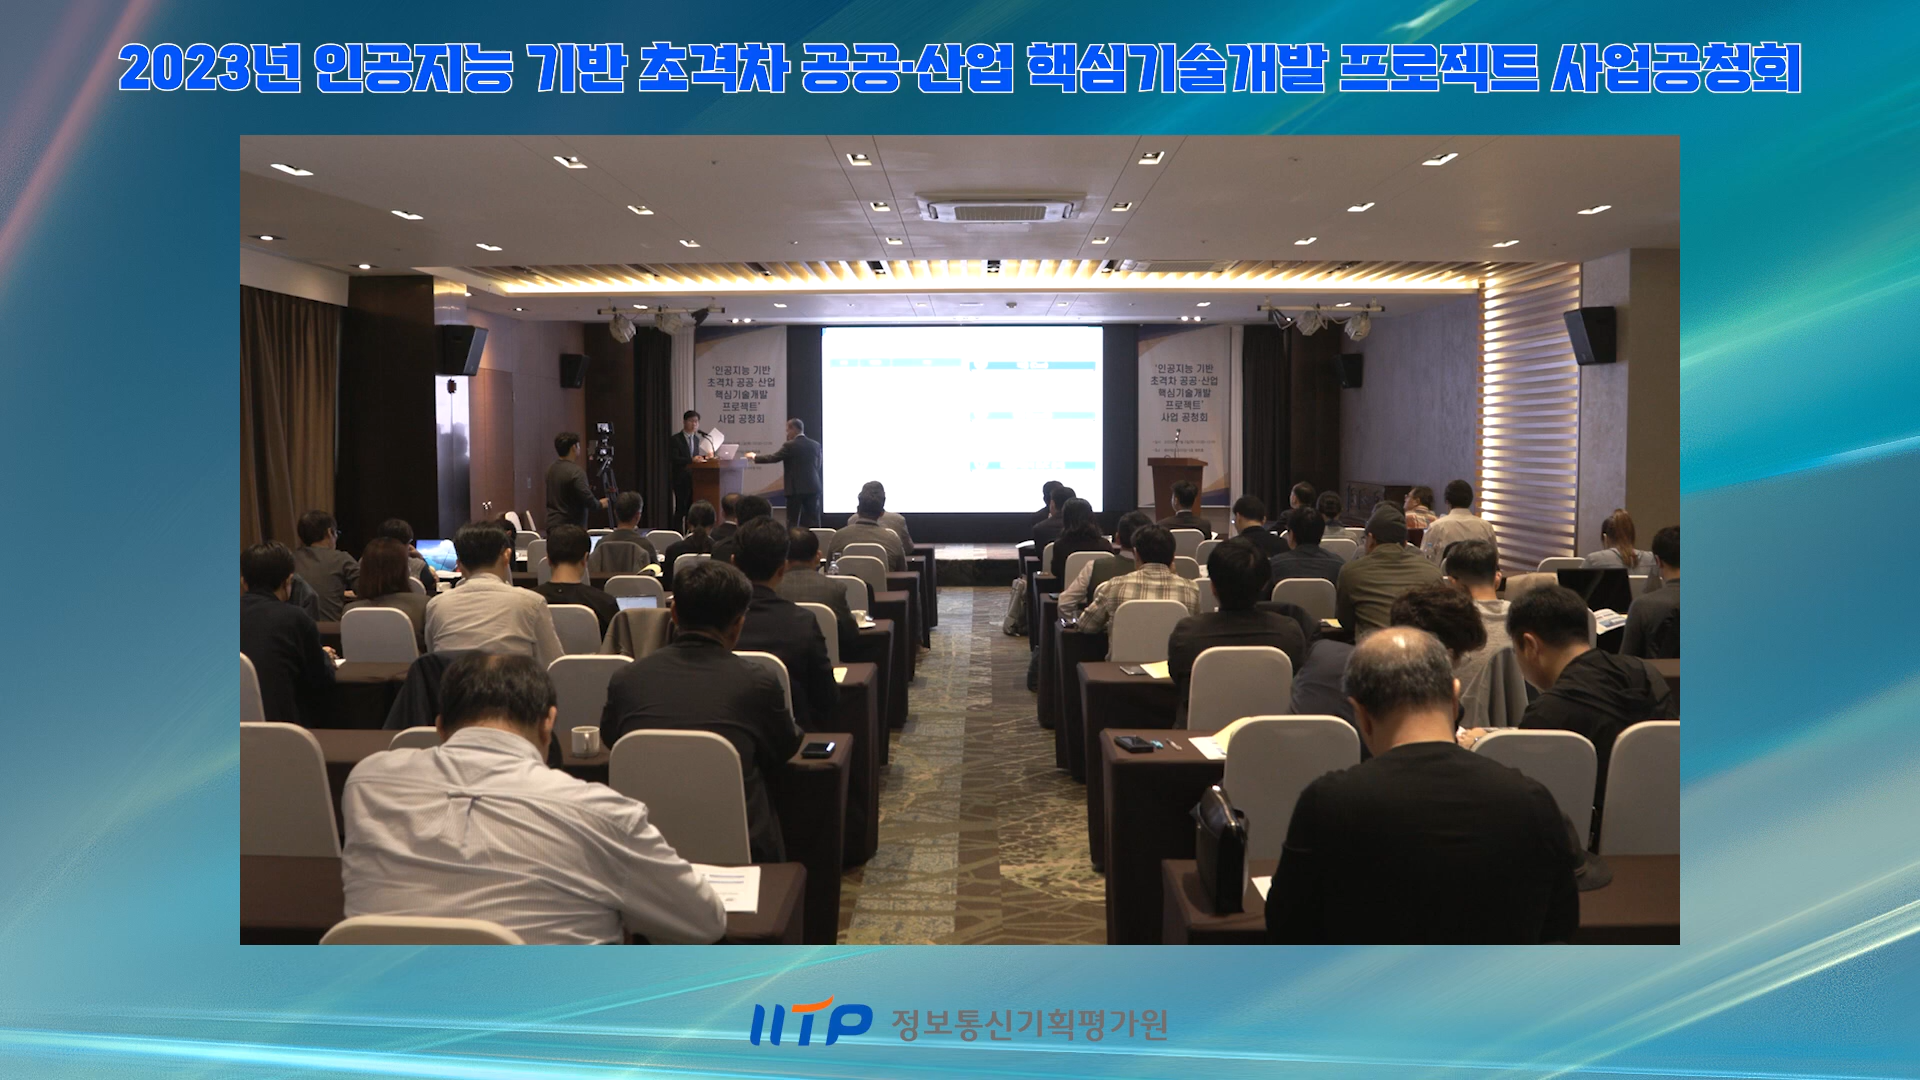 2023년 인공지능 기반 초격차 공공·산업 핵심기술개발 프로젝트 사업공청회
'인공지능 기반
초격차 공공·산업
핵심기술개발
프로젝트'
사업 공청회
'인공지능 기반
초격차 공공·산업
핵심기술개발
프로젝트'
사업 공청회
IITP 정보통신기획평가원